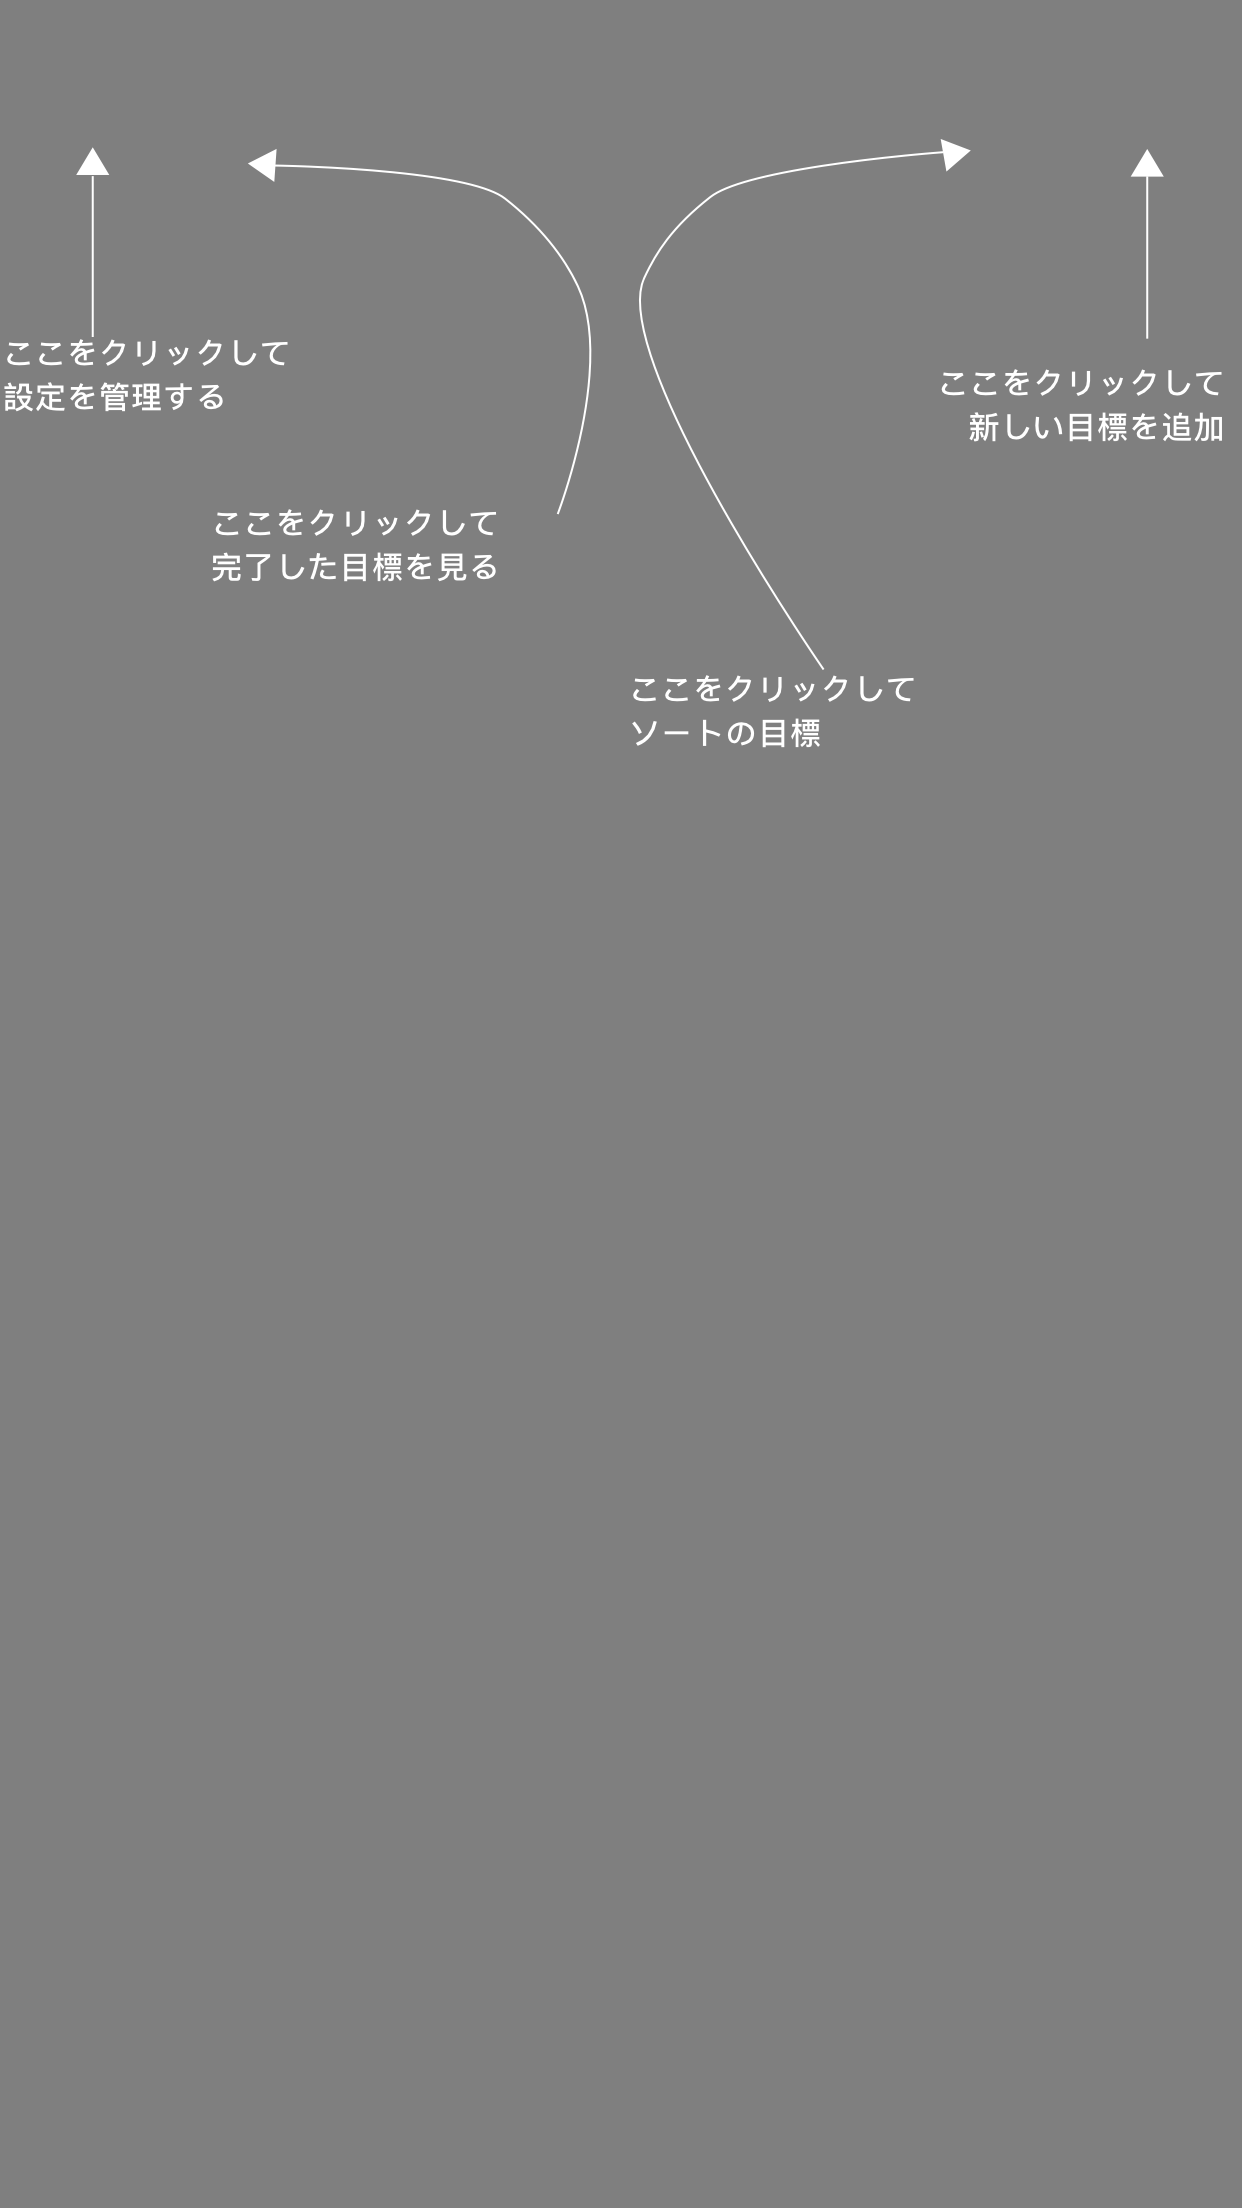 ここをクリックして
設定を管理する
ここをクリックして
新しい目標を追加
ここをクリックして
完了した目標を見る
ここをクリックして
ソートの目標